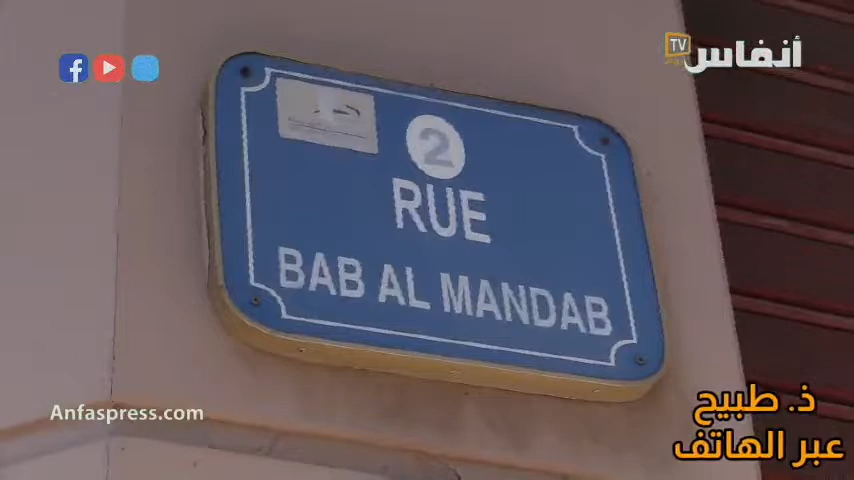 TV
أنفاس
2
RUE
BAB AL MANDAB
Anfaspress.com
ذ. طبيح
عبر الهاتف